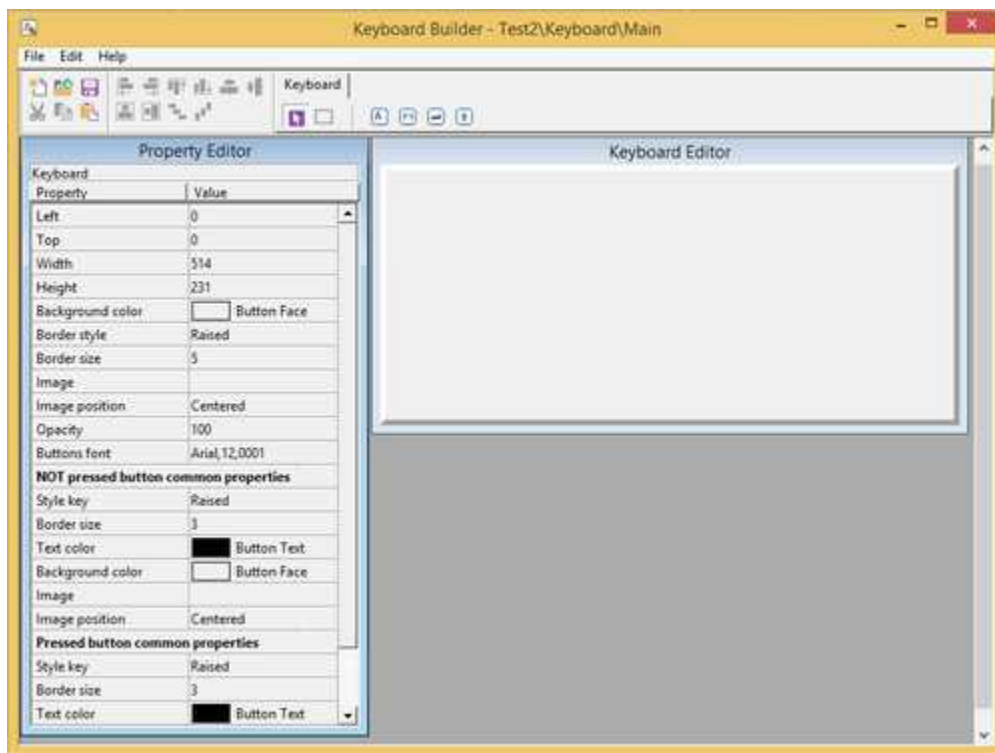 Keyboard Builder - Test2\Keyboard\Main
File Edit Help
Keyboard
Property Editor
Keyboard
Property Value
Left 0
Top 0
Width 514
Height 231
Background color Button Face
Border style Raised
Border size 5
Image
Image position Centered
Opacity 100
Buttons font Arial,12,0001
NOT pressed button common properties
Style key Raised
Border size 3
Text color Button Text
Background color Button Face
Image
Image position Centered
Pressed button common properties
Style key Raised
Border size 3
Text color Button Text
Keyboard Editor